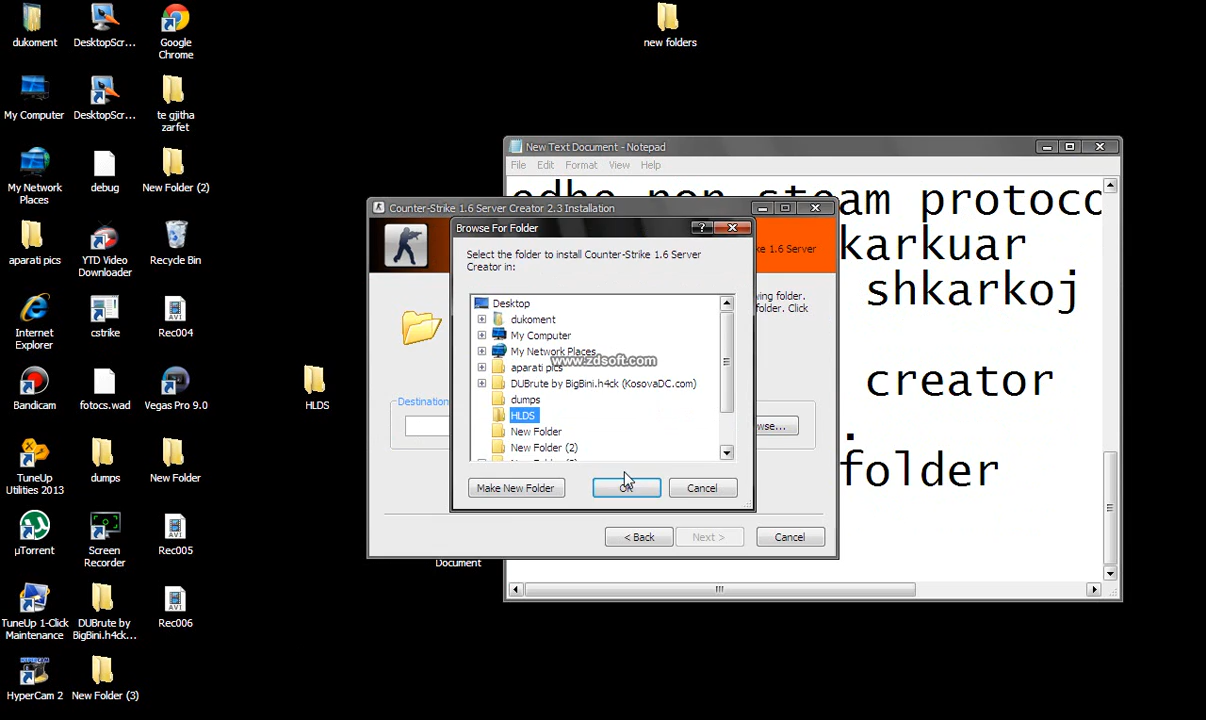 dukoment
DesktopScr...
Google
Chrome
new folders
My Computer
DesktopScr...
te gjitha
zarfet
My Network
Places
debug
New Folder (2)
aparati pics
YTD Video
Downloader
Recycle Bin
Internet
Explorer
cstrike
Rec004
Bandicam
fotocs.wad
Vegas Pro 9.0
HLDS
TuneUp
Utilities 2013
dumps
New Folder
µTorrent
Screen
Recorder
Rec005
TuneUp 1-Click
Maintenance
DUBrute by
BigBini.h4ck...
Rec006
HyperCam 2
New Folder (3)
Document
New Text Document - Notepad
File Edit Format View Help
non steam
karkuar
shkarkoj
creator
.
folder
Counter-Strike 1.6 Server Creator 2.3 Installation
1.6 Server
folder.
folder. Click
Destination
...
< Back
Next >
Cancel
Browse For Folder
Select the folder to install Counter-Strike 1.6 Server
Creator in:
Desktop
dukoment
My Computer
My Network Places
www.zdsoft.com
aparati pics
DUBrute by BigBini.h4ck (KosovaDC.com)
dumps
HLDS
New Folder
New Folder (2)
Make New Folder
OK
Cancel